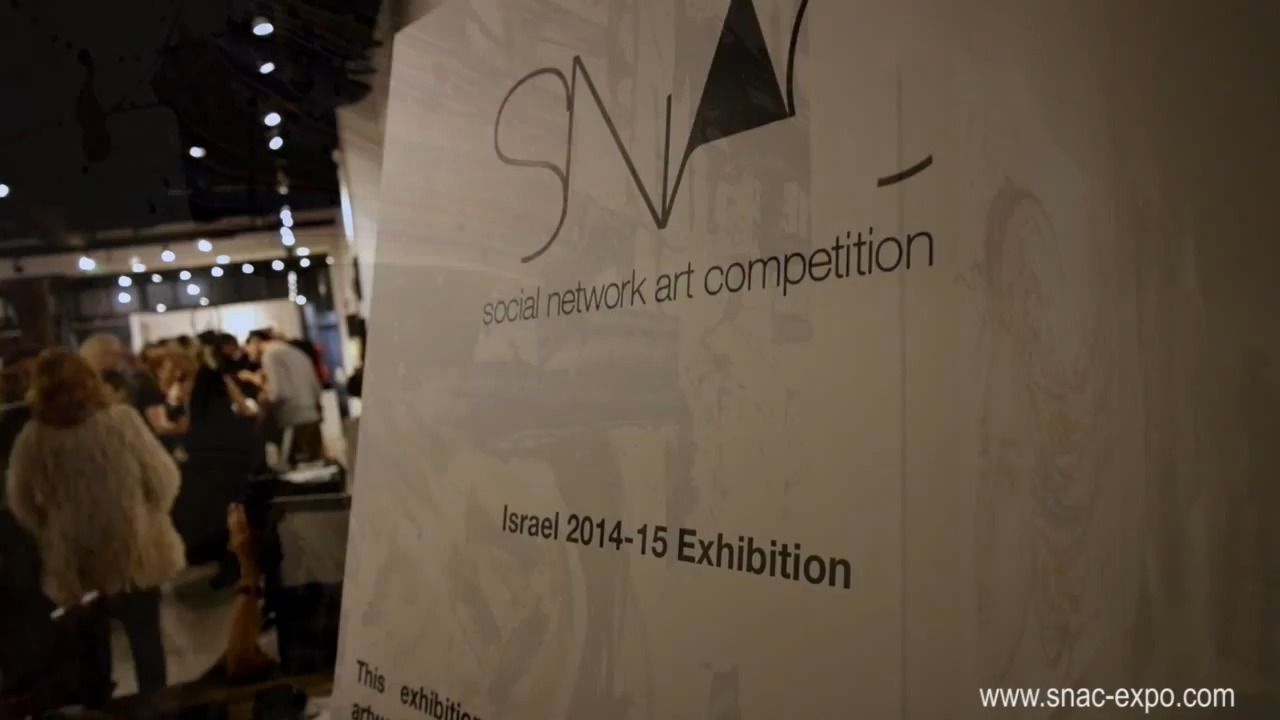 SNAC
social network art competition
Israel 2014-15 Exhibition
This exhibition
www.snac-expo.com